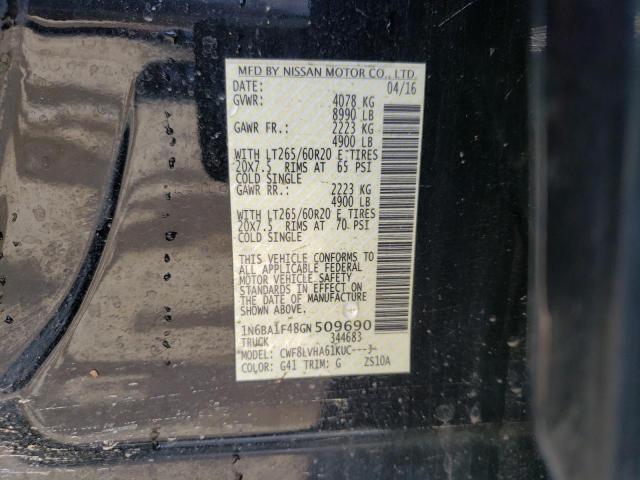 MFD BY NISSAN MOTOR CO., LTD.
DATE: 04/16
GVWR: 4078 KG
8990 LB
GAWR FR.: 2223 KG
4900 LB
WITH LT265/60R20 E TIRES
20X7.5 RIMS AT 65 PSI
COLD SINGLE
GAWR RR.: 2223 KG
4900 LB
WITH LT265/60R20 E TIRES
20X7.5 RIMS AT 70 PSI
COLD SINGLE
THIS VEHICLE CONFORMS TO
ALL APPLICABLE FEDERAL
MOTOR VEHICLE SAFETY
STANDARDS IN EFFECT ON
THE DATE OF MANUFACTURE
SHOWN ABOVE.
1N6BA1F48GN509690
TRUCK 344683
MODEL: CWF8LVHA61KUC---J-
COLOR: G41 TRIM: G ZS10A